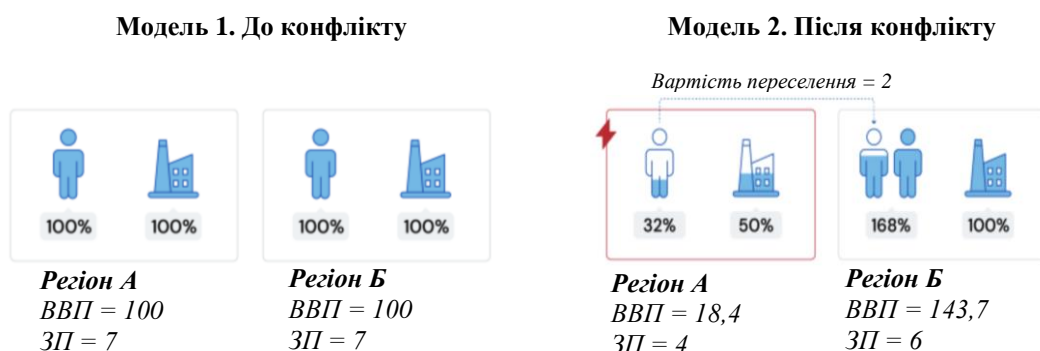 Модель 1. До конфлікту
Модель 2. Після конфлікту
Вартість переселення = 2
100% 100%
100% 100%
32% 50%
168% 100%
Регіон А
ВВП = 100
ЗП = 7
Регіон Б
ВВП = 100
ЗП = 7
Регіон А
ВВП = 18,4
ЗП = 4
Регіон Б
ВВП = 143,7
ЗП = 6